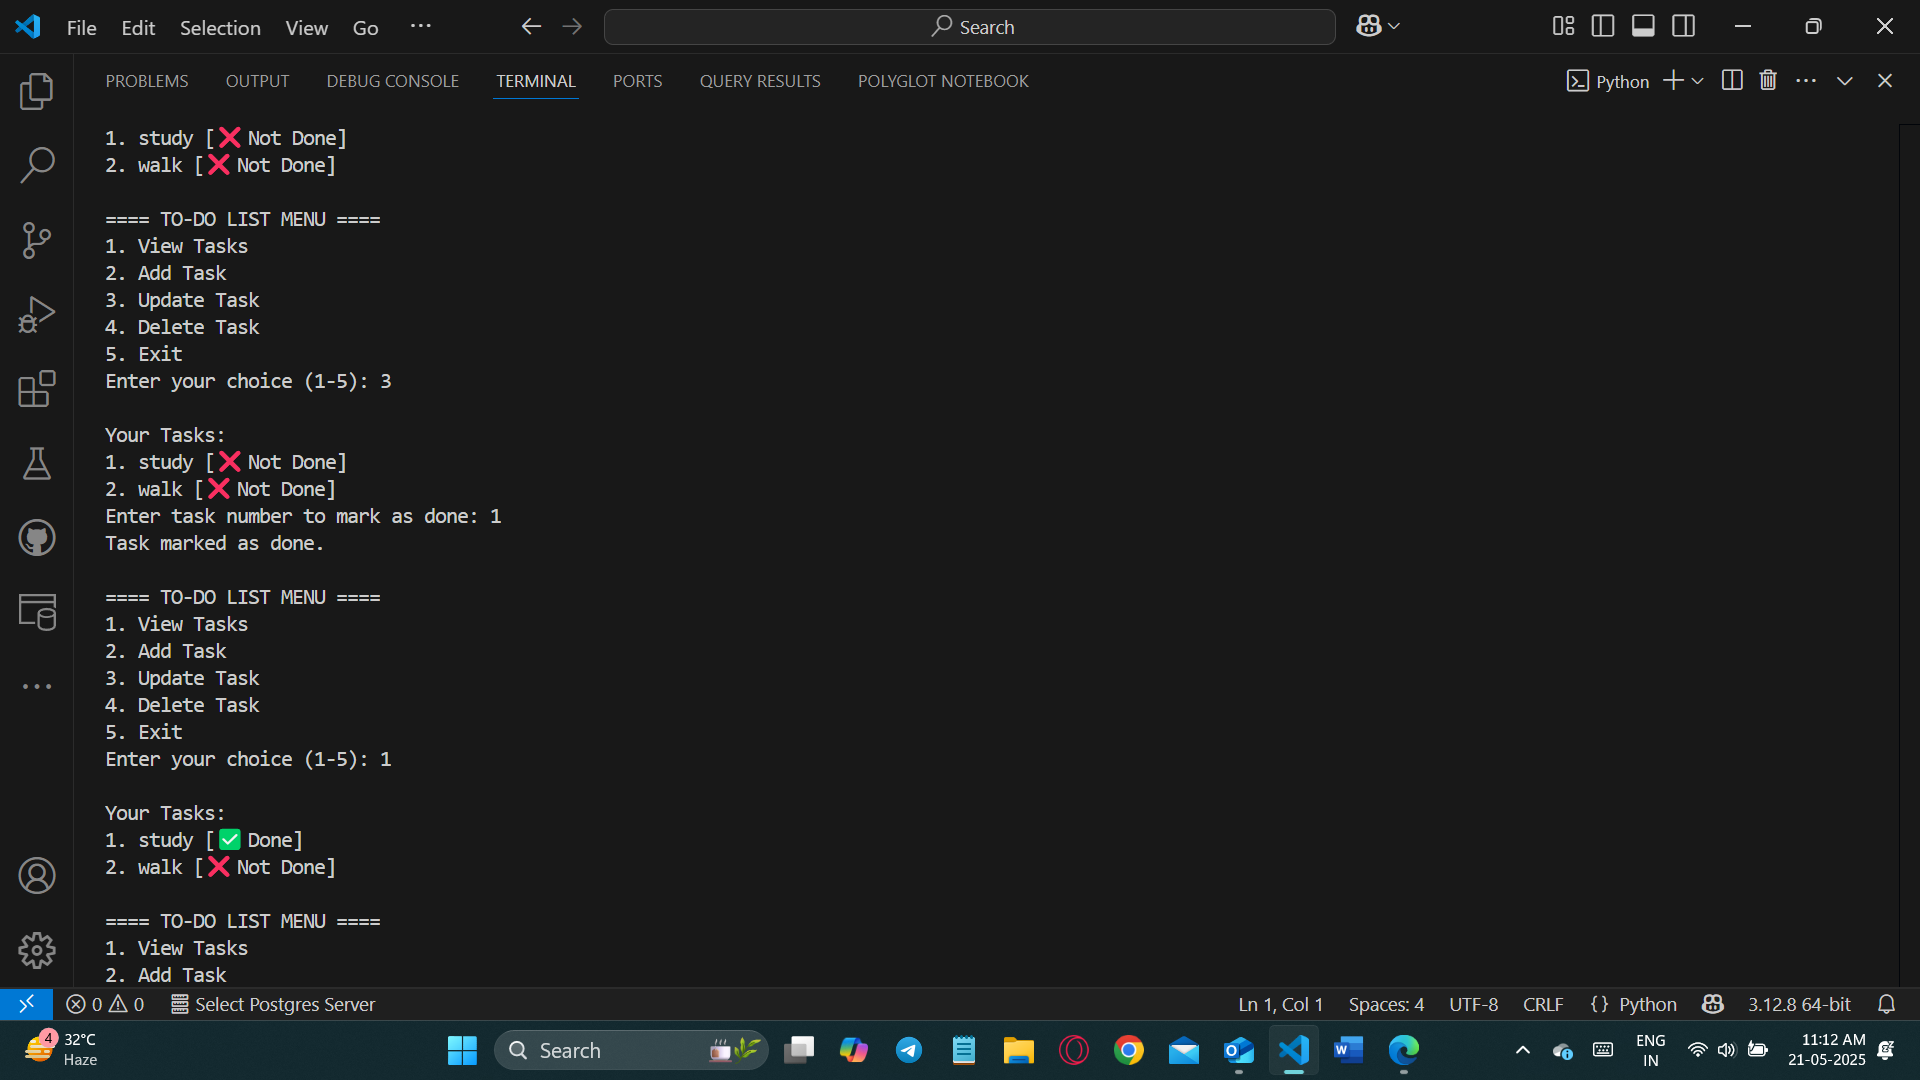 File Edit Selection View Go ··· Search
PROBLEMS OUTPUT DEBUG CONSOLE TERMINAL PORTS QUERY RESULTS POLYGLOT NOTEBOOK Python
1. study [❌ Not Done]
2. walk [❌ Not Done]
==== TO-DO LIST MENU ====
1. View Tasks
2. Add Task
3. Update Task
4. Delete Task
5. Exit
Enter your choice (1-5): 3
Your Tasks:
1. study [❌ Not Done]
2. walk [❌ Not Done]
Enter task number to mark as done: 1
Task marked as done.
==== TO-DO LIST MENU ====
1. View Tasks
2. Add Task
3. Update Task
4. Delete Task
5. Exit
Enter your choice (1-5): 1
Your Tasks:
1. study [✅ Done]
2. walk [❌ Not Done]
==== TO-DO LIST MENU ====
1. View Tasks
2. Add Task
0 0 Select Postgres Server Ln 1, Col 1 Spaces: 4 UTF-8 CRLF {} Python 3.12.8 64-bit
4 32°C Search ENG 11:12 AM
Haze IN 21-05-2025